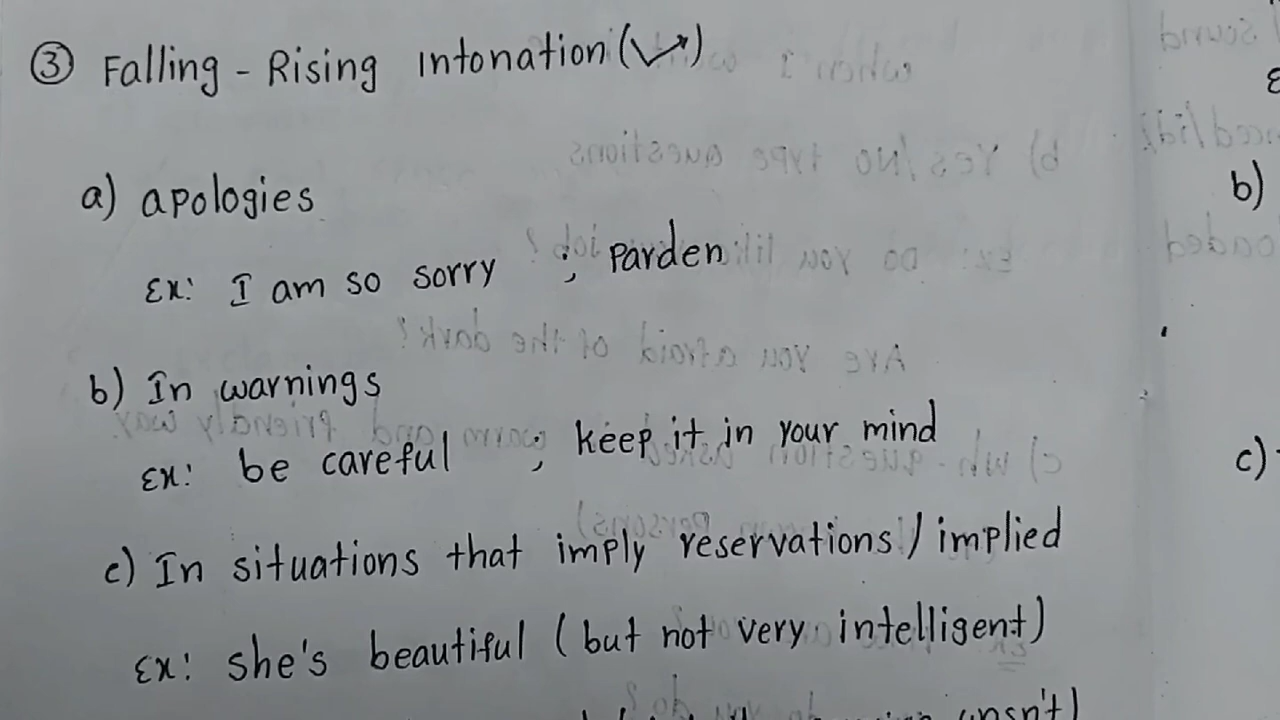 ③ Falling - Rising Intonation (↘↗)
a) apologies
Ex: I am so sorry ; Parden
b) In warnings
Ex: be careful , keep it in your mind
c) In situations that imply reservations / implied
Ex: she's beautiful (but not very intelligent)
b)
c)